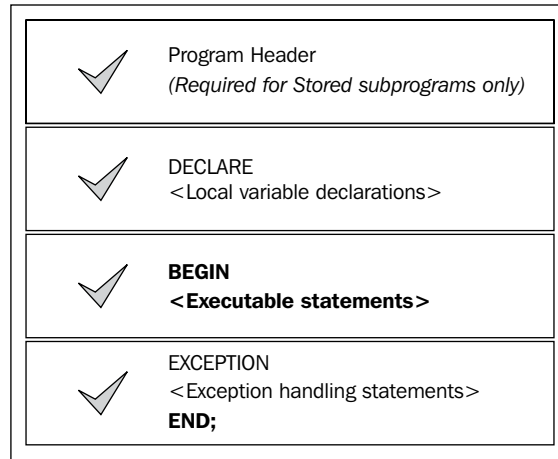 Program Header
(Required for Stored subprograms only)
DECLARE
<Local variable declarations>
BEGIN
<Executable statements>
EXCEPTION
<Exception handling statements>
END;